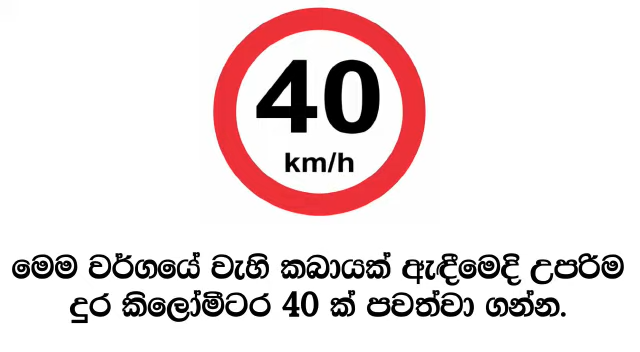 40
km/h
මෙම වර්ගයේ වැහි කබායක් ඇඳීමෙදි උපරිම
දුර කිලෝමිටර 40 ක් පවත්වා ගන්න.